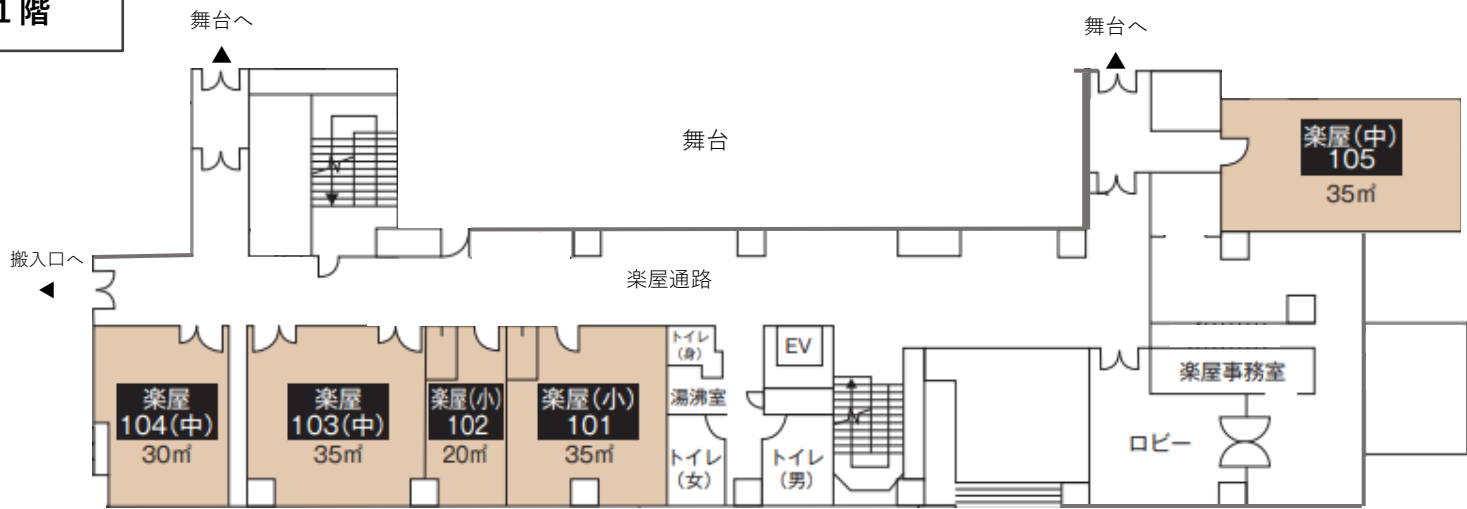 1 階
舞台へ
舞台へ
舞台
楽屋(中)
105
35㎡
搬入口へ
楽屋通路
楽屋
104(中)
30㎡
楽屋
103(中)
35㎡
楽屋(小)
102
20㎡
楽屋(小)
101
35㎡
トイレ
(身)
湯沸室
トイレ
(女)
EV
トイレ
(男)
楽屋事務室
ロビー